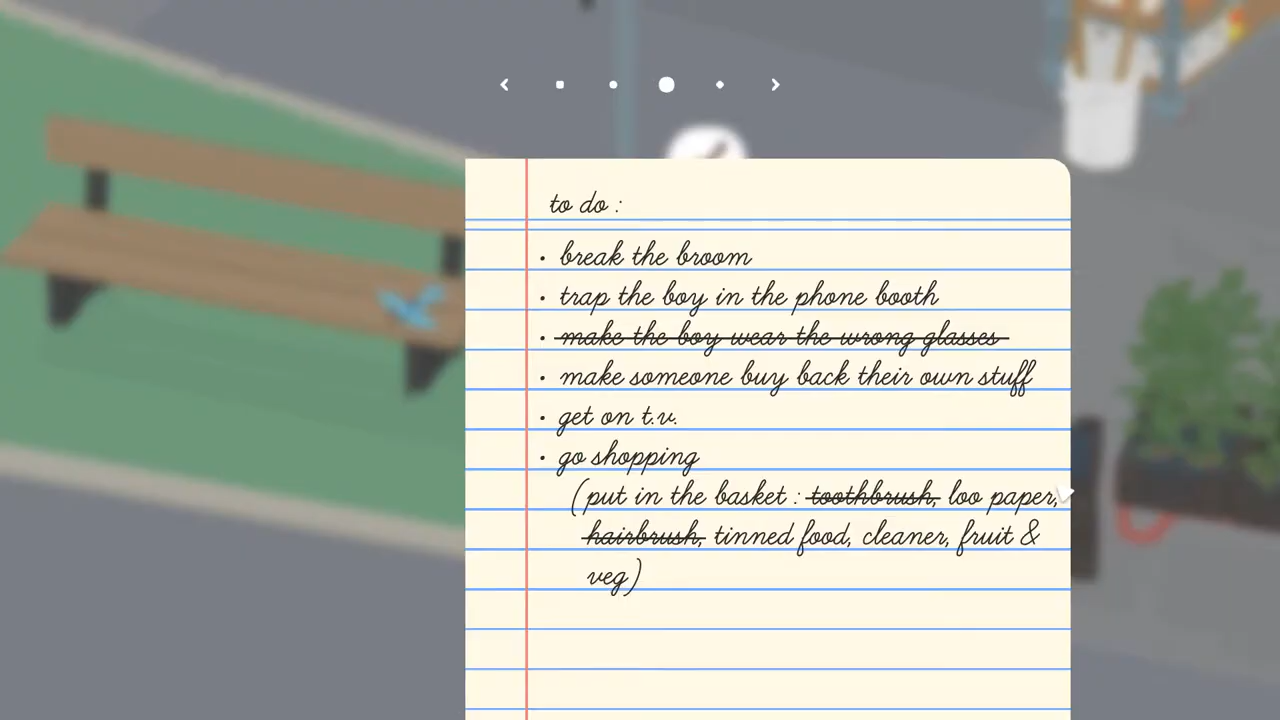 to do :
• break the broom
• trap the boy in the phone booth
• make the boy wear the wrong glasses
• make someone buy back their own stuff
• get on t.v.
• go shopping
(put in the basket : toothbrush, loo paper,
hairbrush, tinned food, cleaner, fruit &
veg)